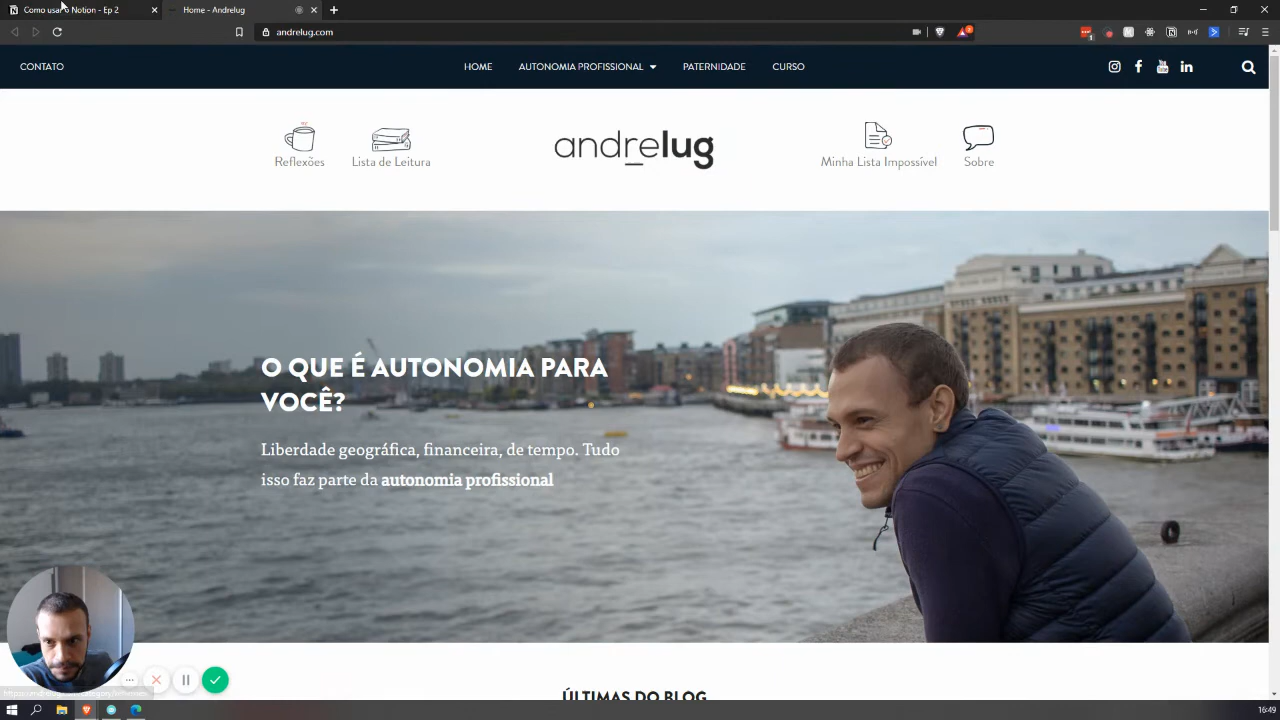 Como usar o Notion - Ep 2
Home - Andrelug
andrelug.com
CONTATO
HOME
AUTONOMIA PROFISSIONAL
PATERNIDADE
CURSO
Reflexões
Lista de Leitura
andrelug
Minha Lista Impossível
Sobre
O QUE É AUTONOMIA PARA
VOCÊ?
Liberdade geográfica, financeira, de tempo. Tudo
isso faz parte da autonomia profissional
ÚLTIMAS DO BLOG
16:49